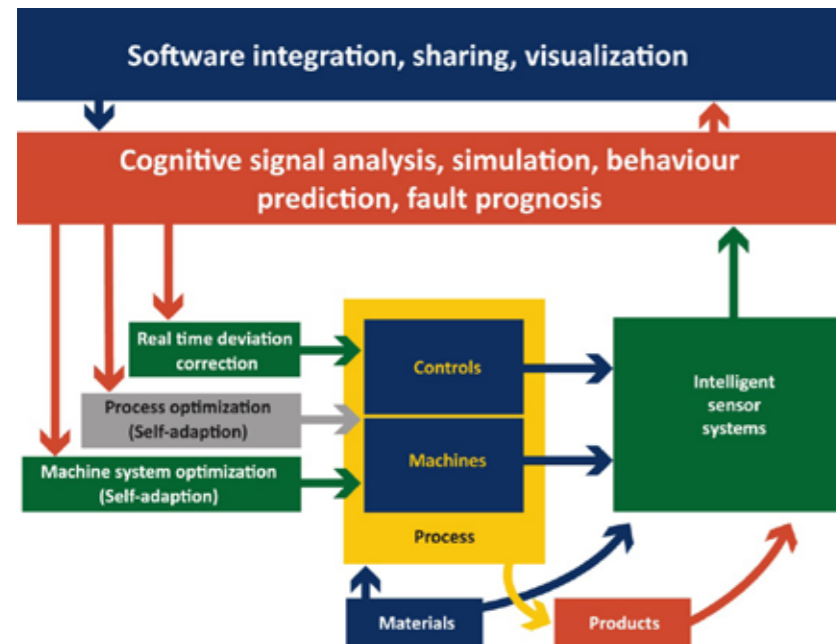 Software integration, sharing, visualization
Cognitive signal analysis, simulation, behaviour
prediction, fault prognosis
Real time deviation
correction
Process optimization
(Self-adaption)
Machine system optimization
(Self-adaption)
Controls
Machines
Process
Intelligent
sensor
systems
Materials
Products